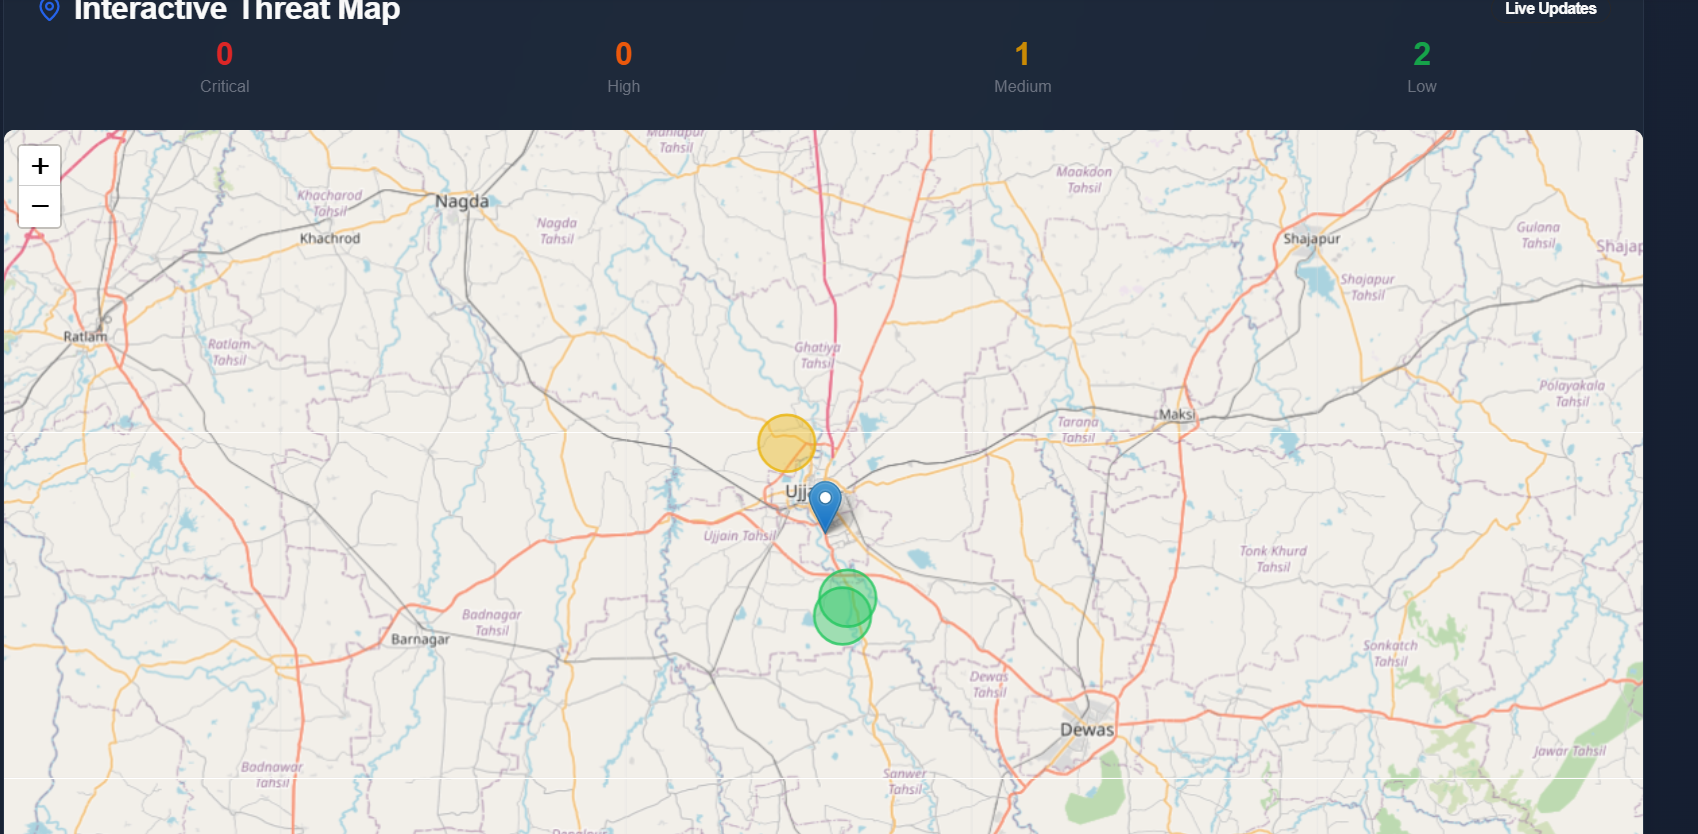 Interactive Threat Map
Live Updates
0
0
1
2
Critical
High
Medium
Low
+
−
Mahidpur
Tahsil
Maakdon
Tahsil
Khacharod
Tahsil
Nagda
Nagda
Tahsil
Khachrod
Shajapur
Gulana
Tahsil
Shajap
Shajapur
Tahsil
Ratlam
Ratlam
Tahsil
Ghatiya
Tahsil
Polayakala
Tahsil
Maksi
Tarana
Tahsil
Ujj
Ujjain Tahsil
Tonk Khurd
Tahsil
Badnagar
Tahsil
Barnagar
Sonkatch
Tahsil
Dewas
Tahsil
Dewas
Jawar Tahsil
Badnawar
Tahsil
Sanwer
Tahsil